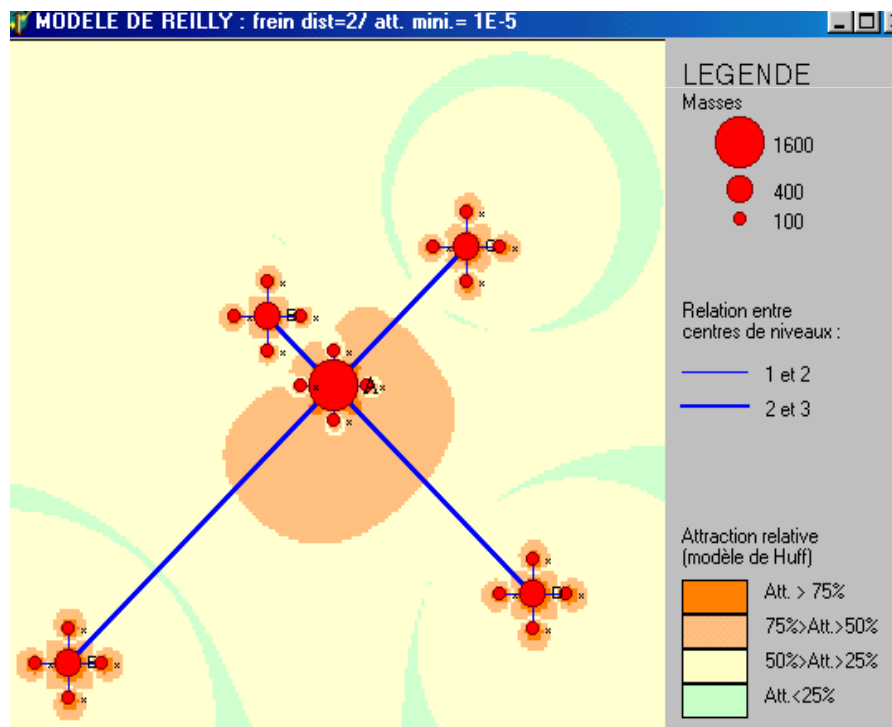 MODELE DE REILLY : frein dist=2/ att. mini.= 1E-5
LEGENDE
Masses
1600
400
100
Relation entre
centres de niveaux :
1 et 2
2 et 3
Attraction relative
(modèle de Huff)
Att. > 75%
75%>Att.>50%
50%>Att.>25%
Att.<25%
C
B
A